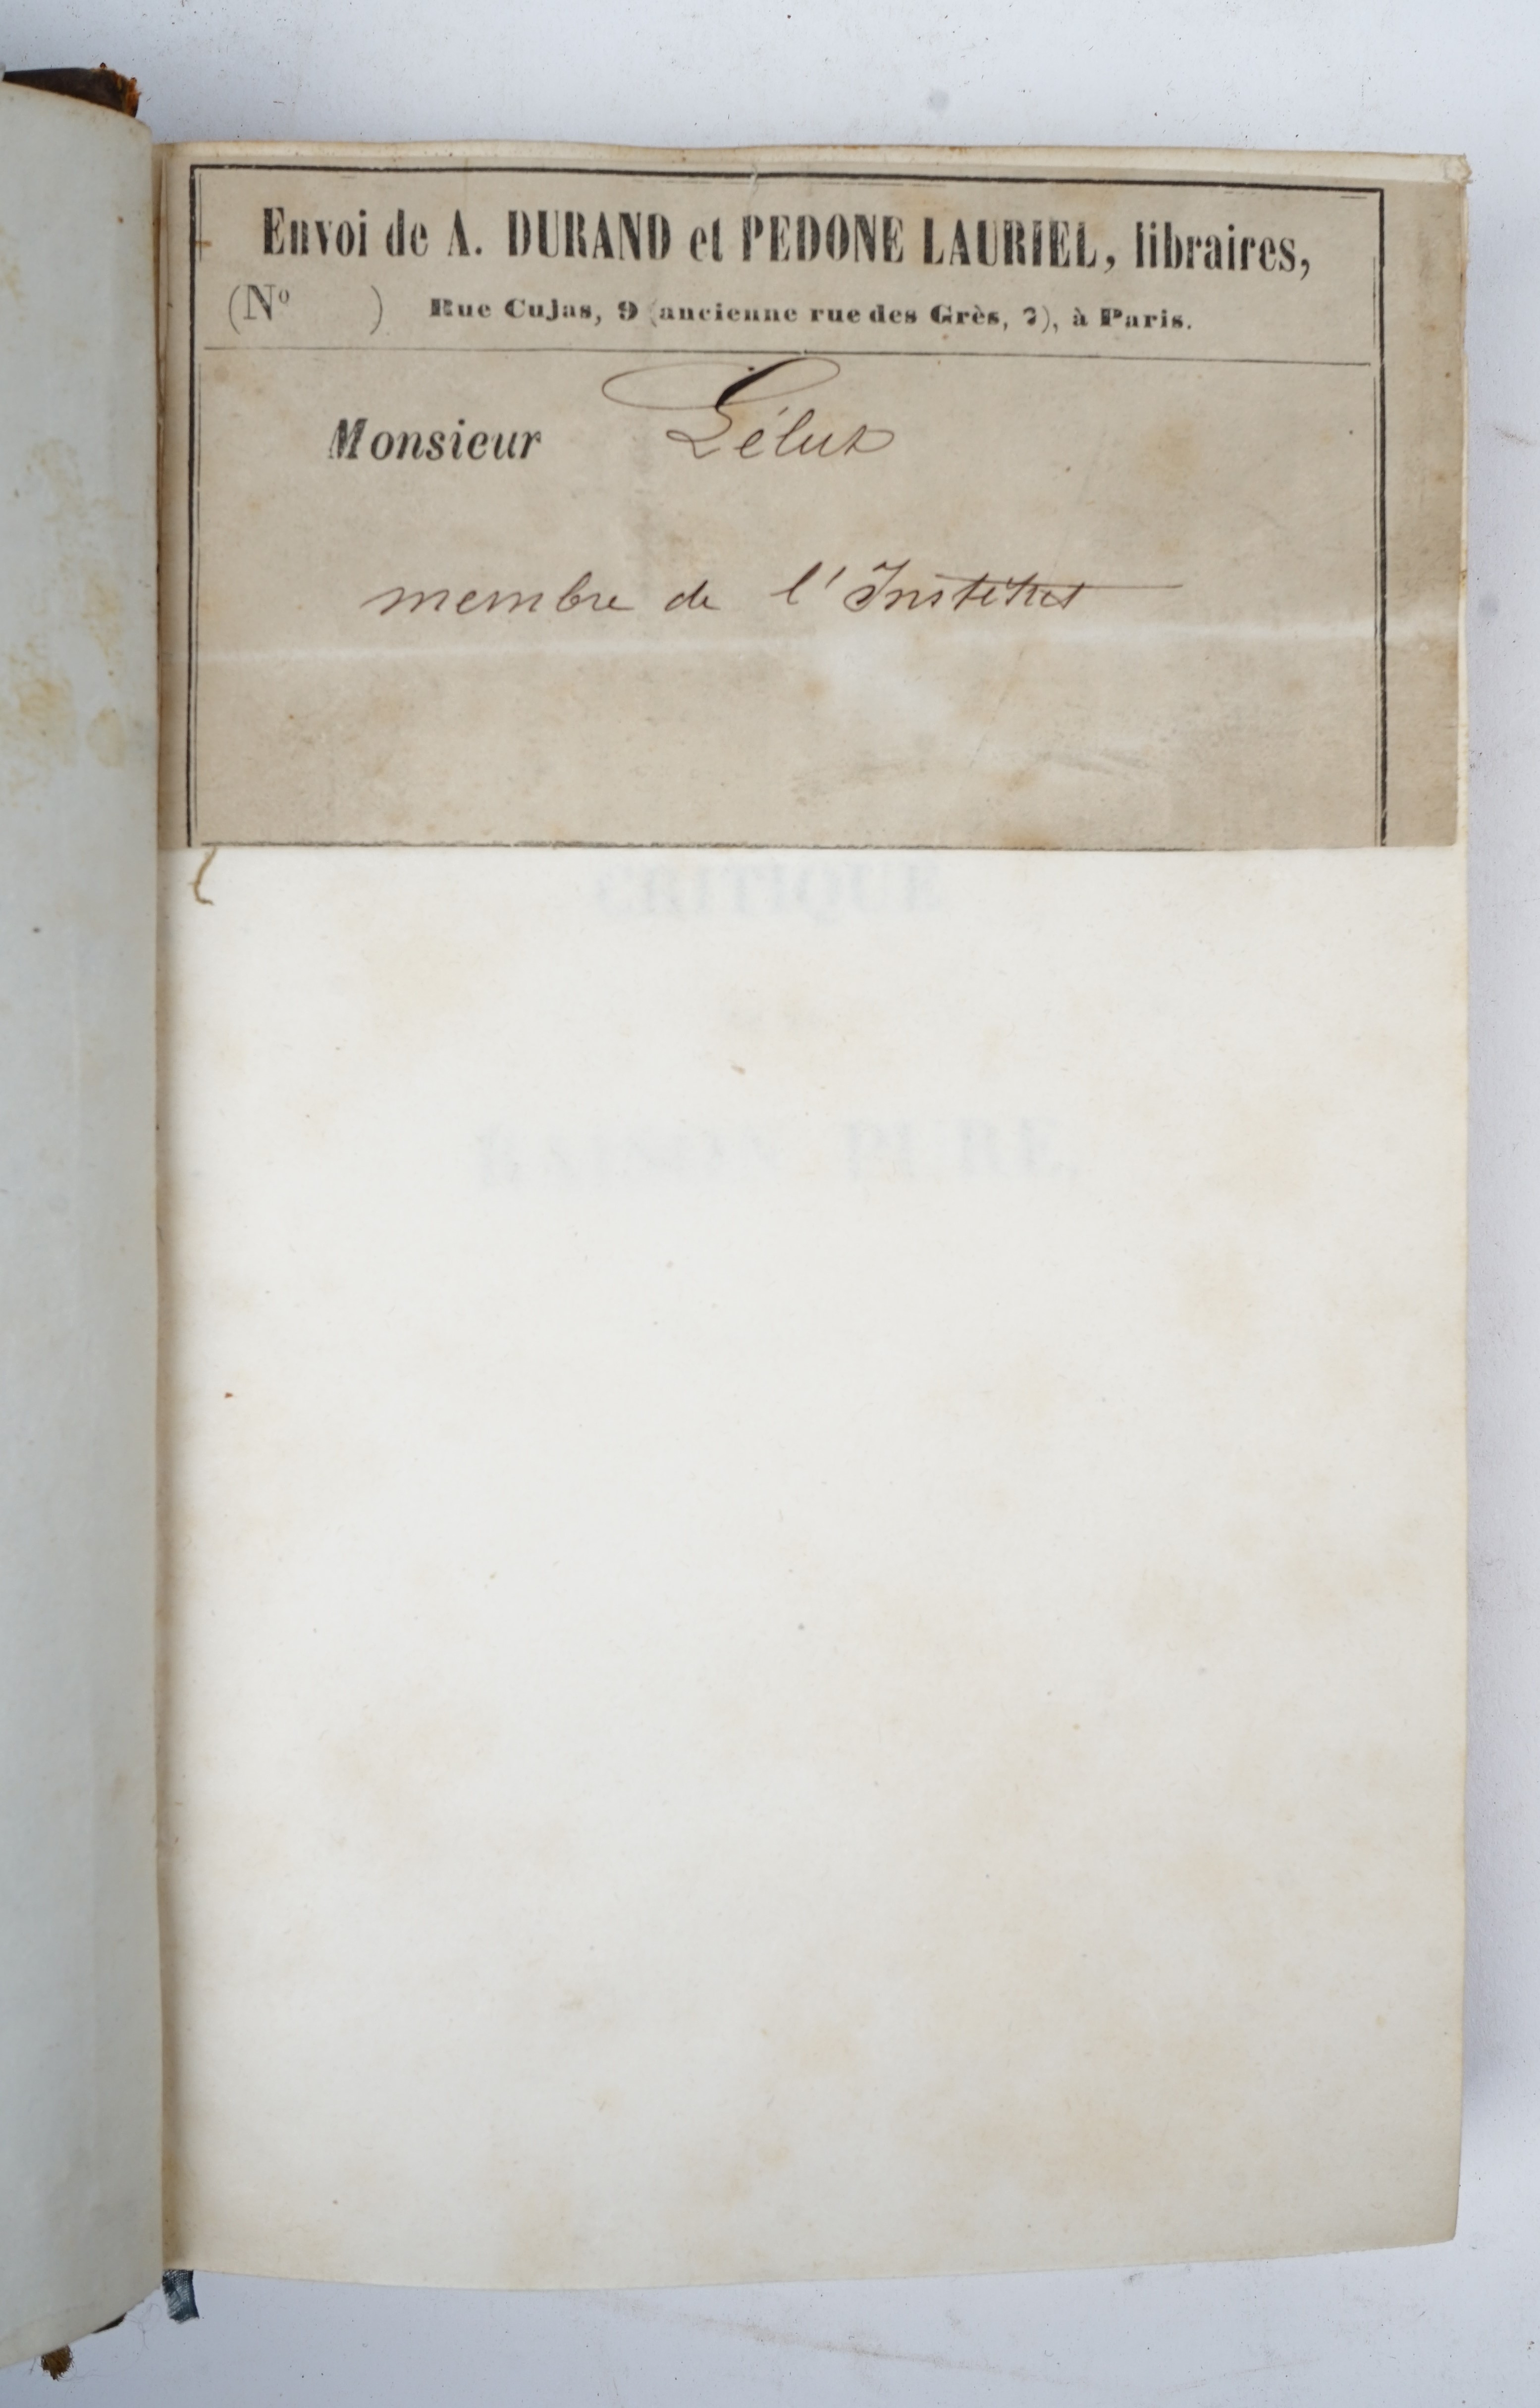 Envoi de A. DURAND et PEDONE LAURIEL, libraires,
(Nº ) Rue Cujas, 9 (ancienne rue des Grès, 7), à Paris.
Monsieur Lélut
membre de l'Institut
CRITIQUE
RAISON PURE,